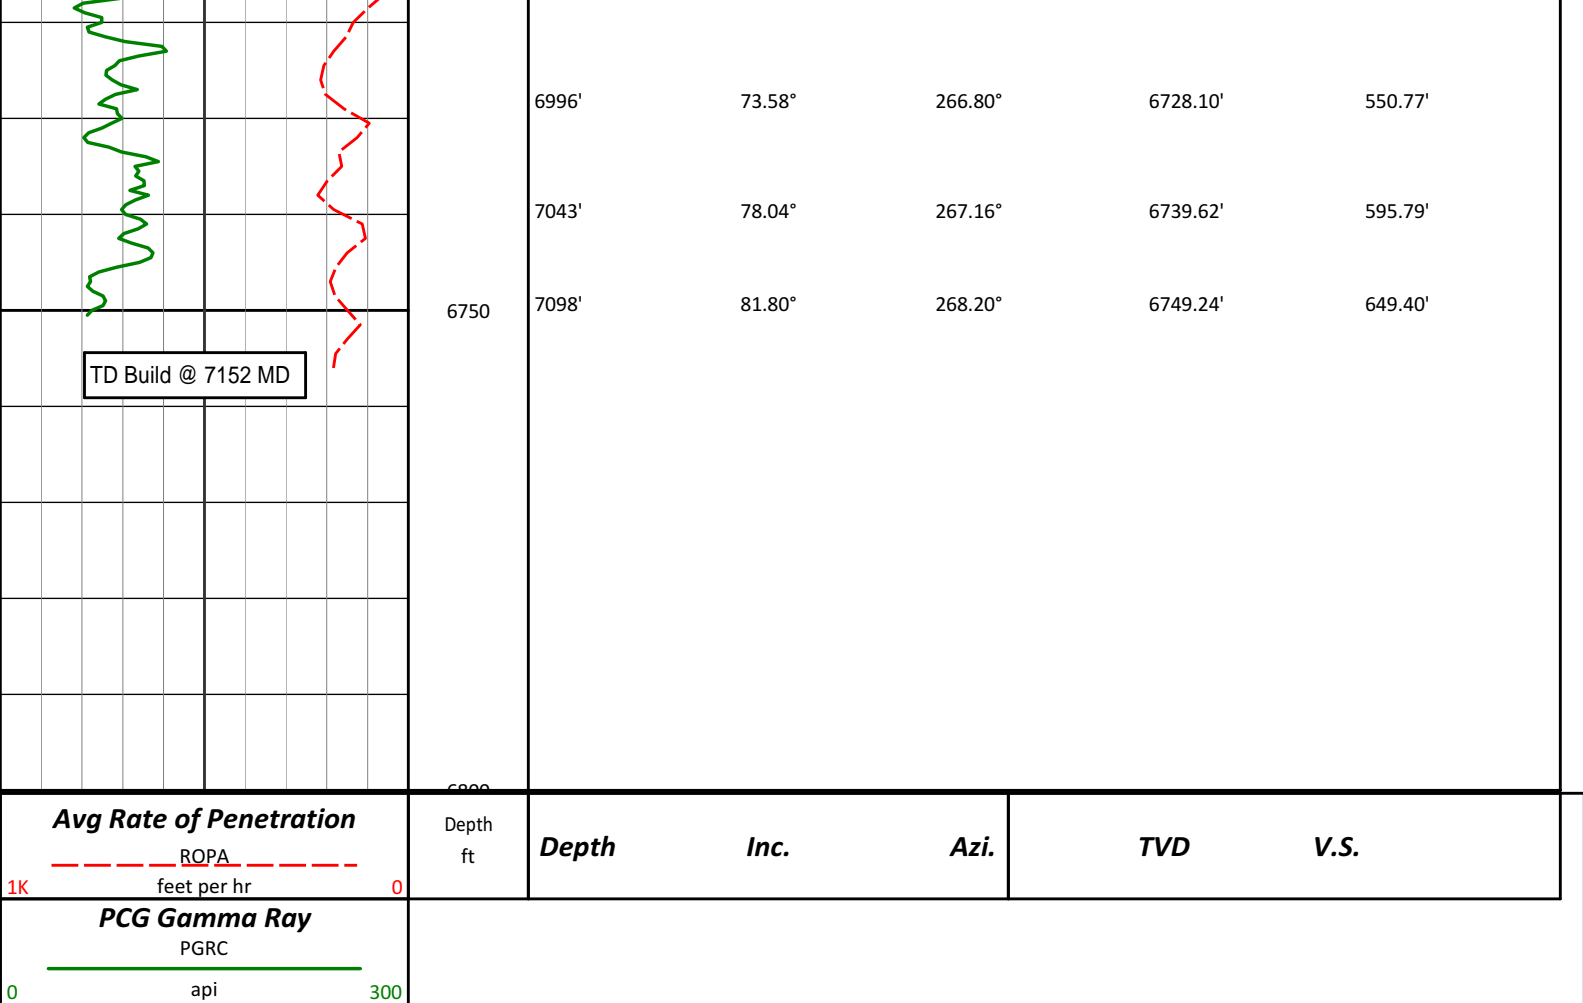 6996' 73.58° 266.80° 6728.10' 550.77'
7043' 78.04° 267.16° 6739.62' 595.79'
6750 7098' 81.80° 268.20° 6749.24' 649.40'
TD Build @ 7152 MD
6800
Avg Rate of Penetration
ROPA
1K feet per hr 0
Depth
ft
Depth Inc. Azi. TVD V.S.
PCG Gamma Ray
PGRC
0 api 300